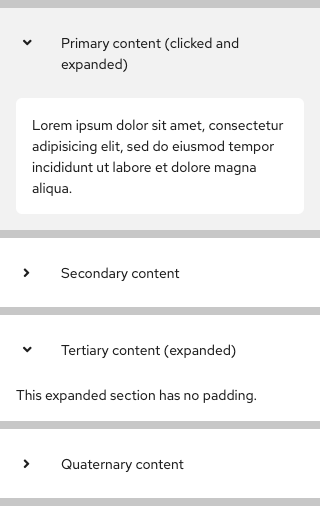 Primary content (clicked and
expanded)
Lorem ipsum dolor sit amet, consectetur
adipisicing elit, sed do eiusmod tempor
incididunt ut labore et dolore magna
aliqua.
Secondary content
Tertiary content (expanded)
This expanded section has no padding.
Quaternary content